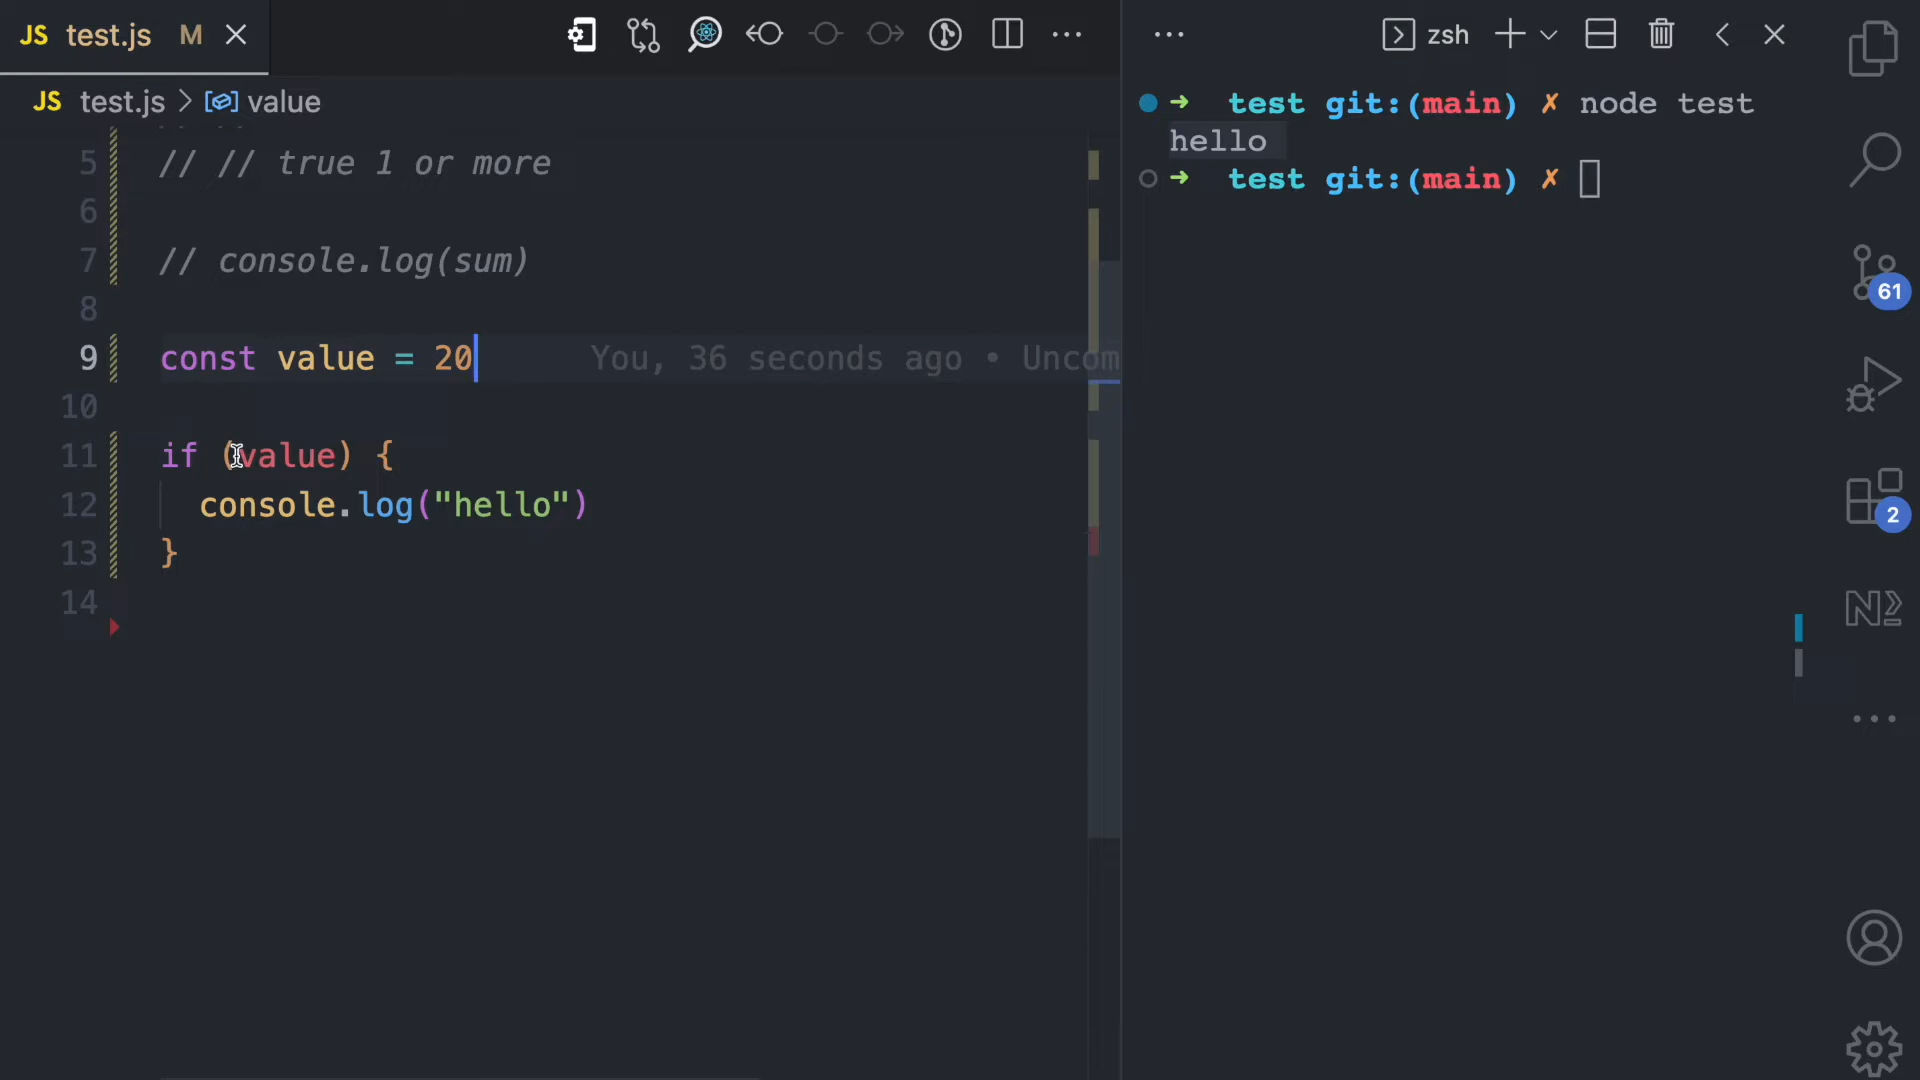 JS test.js M
zsh
JS test.js > value
5 // // true 1 or more
6
7 // console.log(sum)
8
9 const value = 20 You, 36 seconds ago • Uncom
10
11 if (value) {
12 console.log("hello")
13 }
14
➜ test git:(main) ✗ node test
hello
➜ test git:(main) ✗
61
2